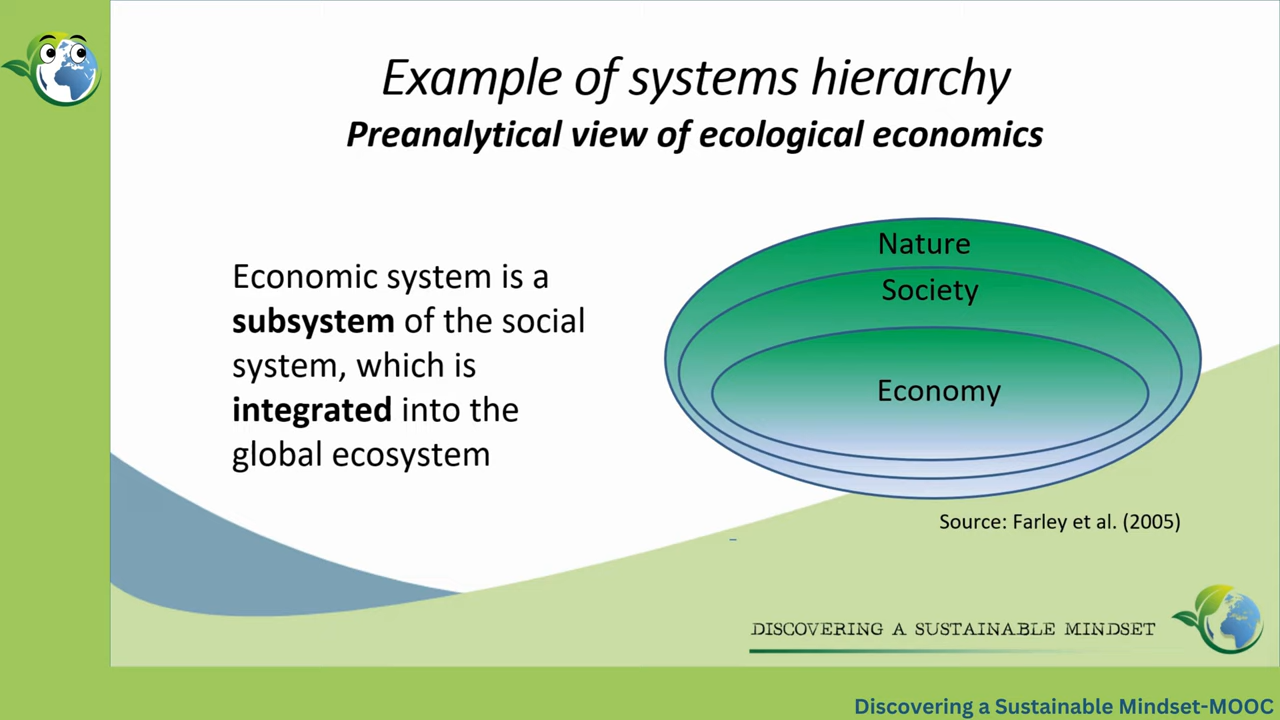 Example of systems hierarchy
Preanalytical view of ecological economics
Economic system is a
subsystem of the social
system, which is
integrated into the
global ecosystem
Nature
Society
Economy
Source: Farley et al. (2005)
DISCOVERING A SUSTAINABLE MINDSET
Discovering a Sustainable Mindset-MOOC